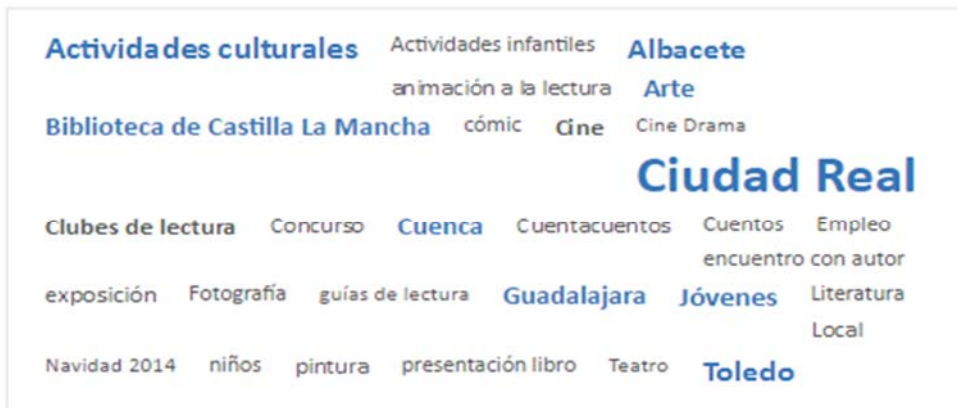 Actividades culturales Actividades infantiles Albacete
animación a la lectura Arte
Biblioteca de Castilla La Mancha cómic Cine Cine Drama
Ciudad Real
Clubes de lectura Concurso Cuenca Cuentacuentos Cuentos Empleo
encuentro con autor
exposición Fotografía guías de lectura Guadalajara Jóvenes Literatura
Local
Navidad 2014 niños pintura presentación libro Teatro Toledo